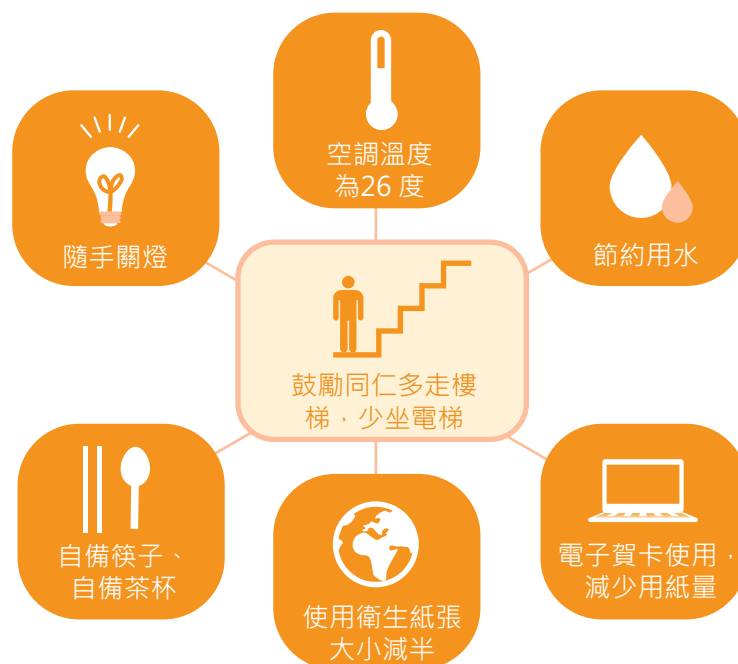 空調溫度
為26 度
隨手關燈
節約用水
鼓勵同仁多走樓
梯，少坐電梯
自備筷子、
自備茶杯
使用衛生紙張
大小減半
電子賀卡使用，
減少用紙量